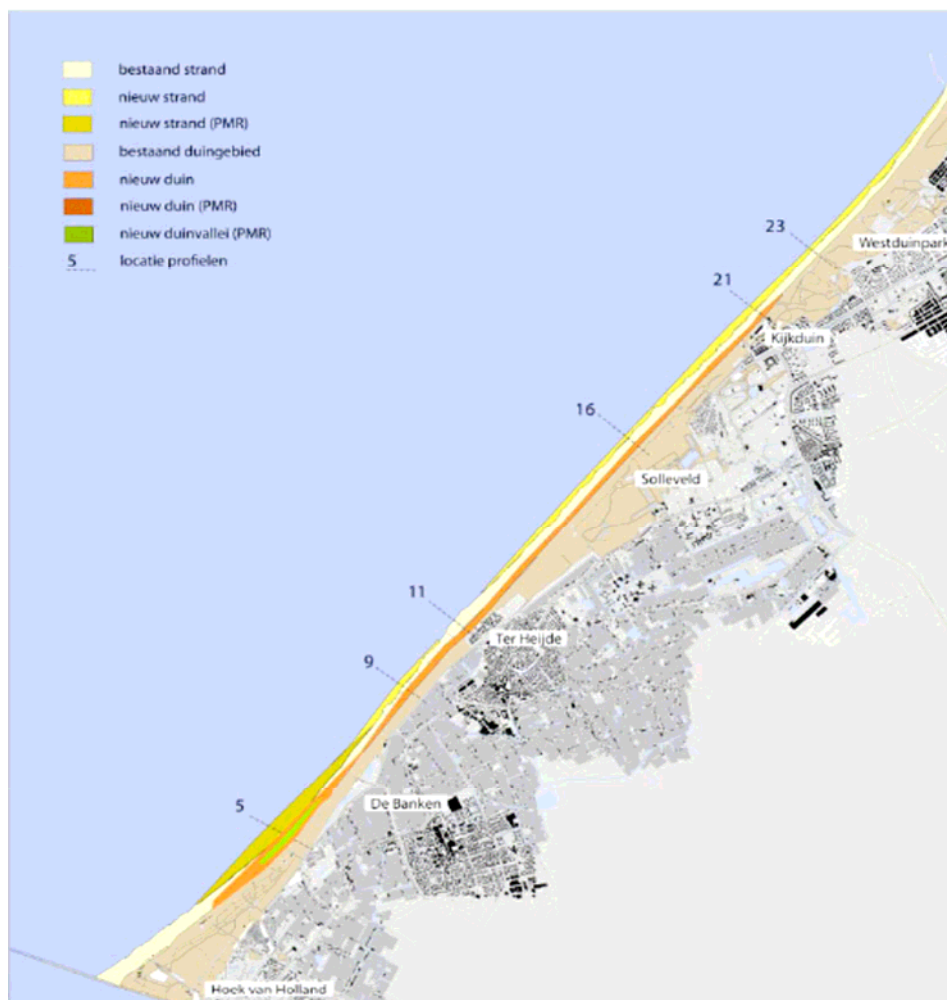 bestaand strand
nieuw strand
nieuw strand (PMR)
bestaand duingebied
nieuw duin
nieuw duin (PMR)
nieuw duinvallei (PMR)
5 locatie profielen
23
Westduinpark
21
Kijkduin
16
Solleveld
11
Ter Heijde
9
5
De Banken
Hoek van Holland